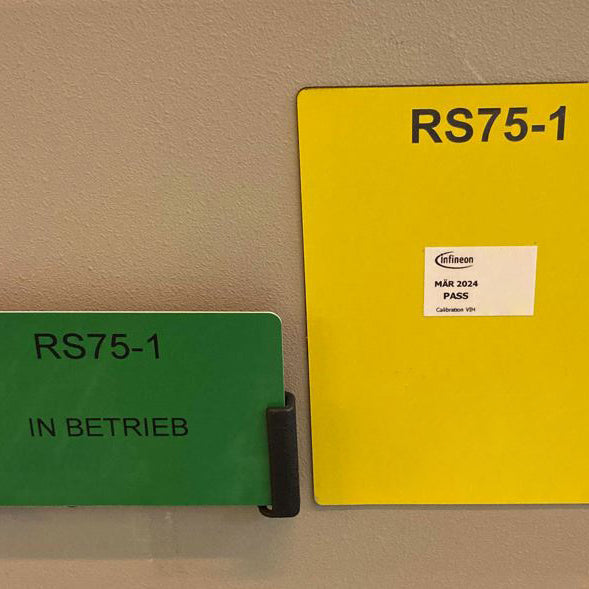 RS75-1
IN BETRIEB
RS75-1
Infineon
MÄR 2024
PASS
Calibration VIH